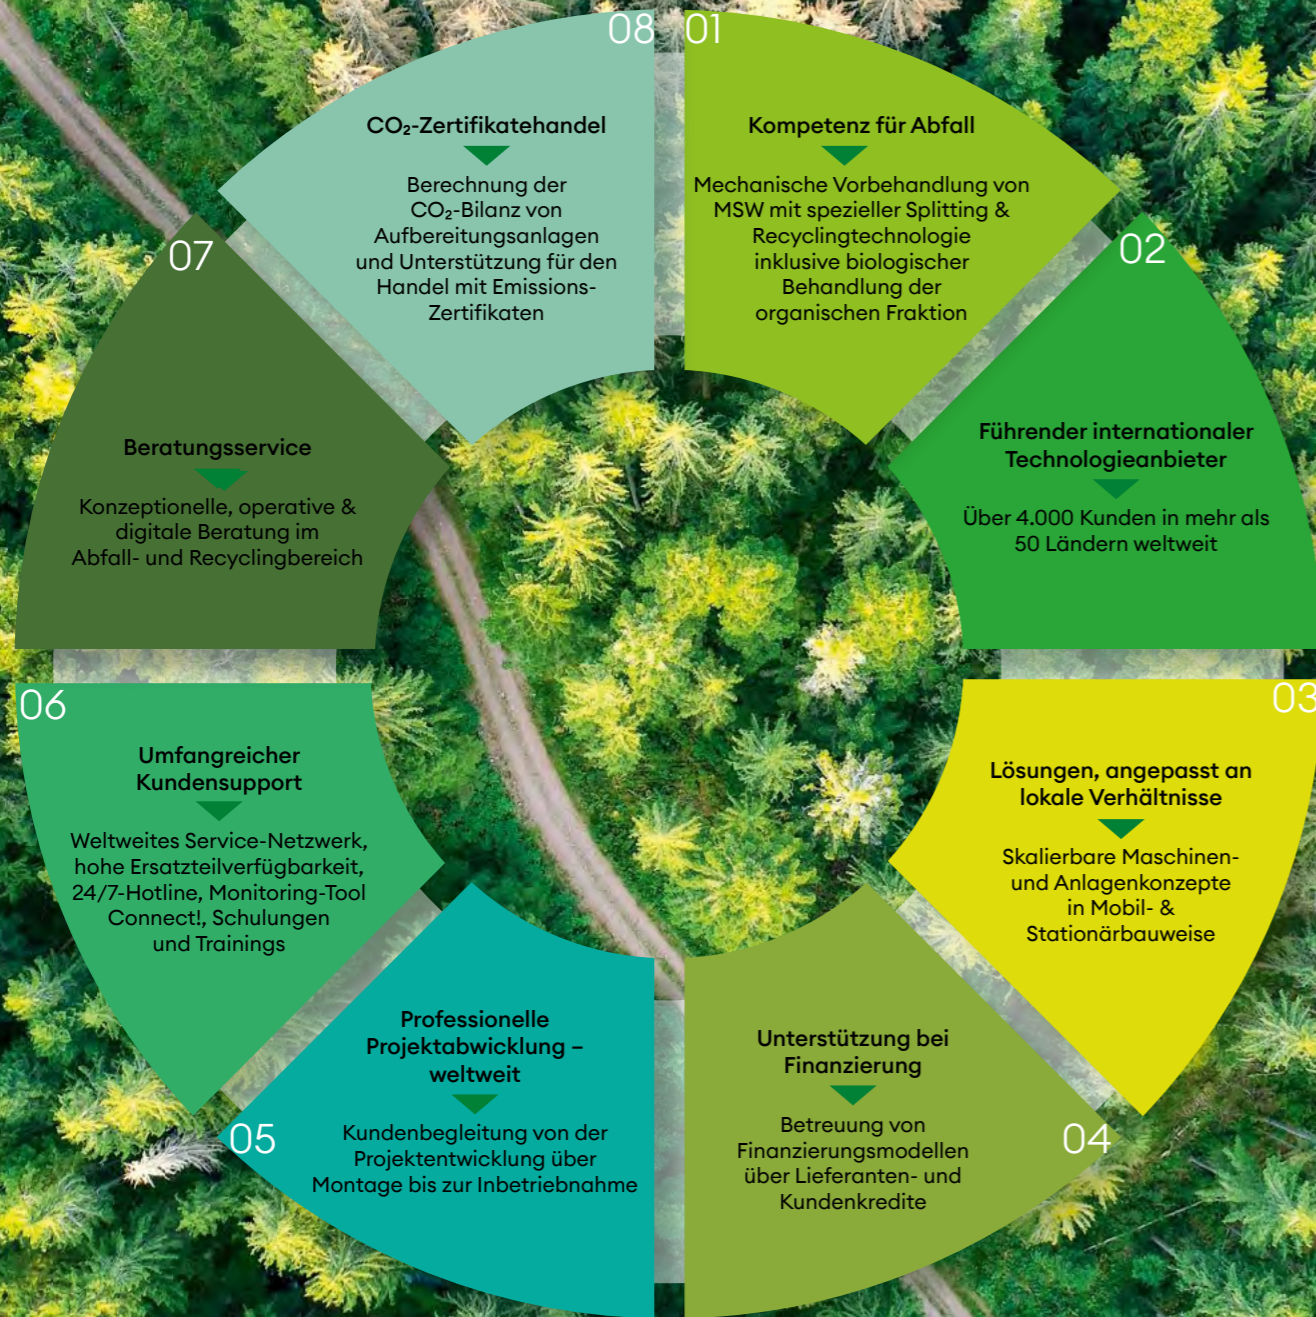 01
Kompetenz für Abfall
Mechanische Vorbehandlung von
MSW mit spezieller Splitting &
Recyclingtechnologie
inklusive biologischer
Behandlung der
organischen Fraktion
02
Führender internationaler
Technologieanbieter
Über 4.000 Kunden in mehr als
50 Ländern weltweit
03
Lösungen, angepasst an
lokale Verhältnisse
Skalierbare Maschinen-
und Anlagenkonzepte
in Mobil- &
Stationärbauweise
04
Unterstützung bei
Finanzierung
Betreuung von
Finanzierungsmodellen
über Lieferanten- und
Kundenkredite
05
Professionelle
Projektabwicklung –
weltweit
Kundenbegleitung von der
Projektentwicklung über
Montage bis zur Inbetriebnahme
06
Umfangreicher
Kundensupport
Weltweites Service-Netzwerk,
hohe Ersatzteilverfügbarkeit,
24/7-Hotline, Monitoring-Tool
Connect!, Schulungen
und Trainings
07
Beratungsservice
Konzeptionelle, operative &
digitale Beratung im
Abfall- und Recyclingbereich
08
CO₂-Zertifikatehandel
Berechnung der
CO₂-Bilanz von
Aufbereitungsanlagen
und Unterstützung für den
Handel mit Emissions-
Zertifikaten